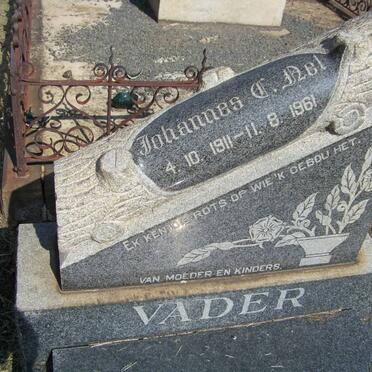 Johannes C. Nel
4. 10. 1911 — 11. 8. 1961
EK KEN DIE ROTS OP WIE'K GEBOU HET.
VAN MOEDER EN KINDERS.
VADER